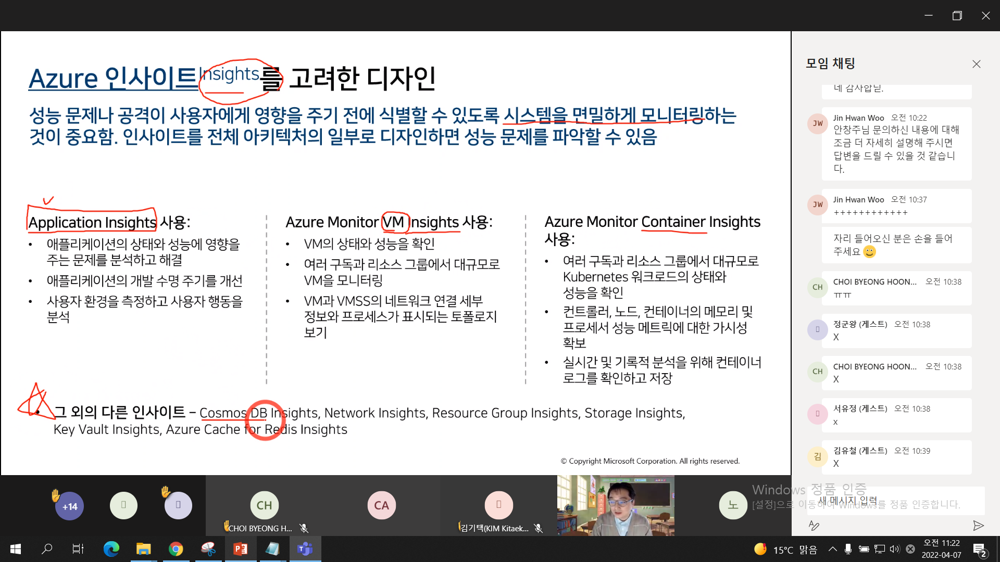 Azure 인사이트Insights를 고려한 디자인
성능 문제나 공격이 사용자에게 영향을 주기 전에 식별할 수 있도록 시스템을 면밀하게 모니터링하는
것이 중요함. 인사이트를 전체 아키텍처의 일부로 디자인하면 성능 문제를 파악할 수 있음
Application Insights 사용:
• 애플리케이션의 상태와 성능에 영향을
주는 문제를 분석하고 해결
• 애플리케이션의 개발 수명 주기를 개선
• 사용자 환경을 측정하고 사용자 행동을
분석
Azure Monitor VM Insights 사용:
• VM의 상태와 성능을 확인
• 여러 구독과 리소스 그룹에서 대규모로
VM을 모니터링
• VM과 VMSS의 네트워크 연결 세부
정보와 프로세스가 표시되는 토폴로지
보기
Azure Monitor Container Insights
사용:
• 여러 구독과 리소스 그룹에서 대규모로
Kubernetes 워크로드의 상태와
성능을 확인
• 컨트롤러, 노드, 컨테이너의 메모리 및
프로세서 성능 메트릭에 대한 가시성
확보
• 실시간 및 기록적 분석을 위해 컨테이너
로그를 확인하고 저장
• 그 외의 다른 인사이트 – Cosmos DB Insights, Network Insights, Resource Group Insights, Storage Insights,
Key Vault Insights, Azure Cache for Redis Insights
© Copyright Microsoft Corporation. All rights reserved.
모임 채팅
네 감사합닏.
JW
Jin Hwan Woo 오전 10:22
안창주님 문의하신 내용에 대해
조금 더 자세히 설명해 주시면
답변을 드릴 수 있을 것 같습니
다.
JW
Jin Hwan Woo 오전 10:37
++++++++++++
자리 들어오신 분은 손을 들어
주세요 🙂
CH
CHOI BYEONG HOON... 오전 10:38
ㅠㅠ
정군왕 (게스트) 오전 10:38
X
CH
CHOI BYEONG HOON... 오전 10:38
X
서유정 (게스트) 오전 10:38
x
김
김유철 (게스트) 오전 10:39
X
Windows 정품 인증
새 메시지 입력
[설정]으로 이동하여 Windows를 정품 인증합니다.
+14
CH
CHOI BYEONG H...
CA
김기택(KIM Kitaek...
노
15°C 맑음
오전 11:22
2022-04-07
2